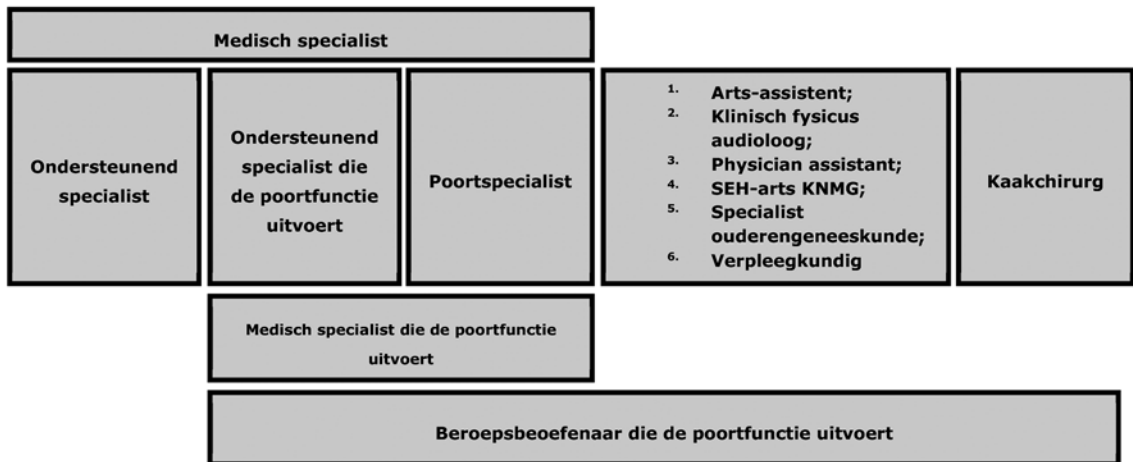 Medisch specialist
Ondersteunend
specialist
Ondersteunend
specialist die
de poortfunctie
uitvoert
Poortspecialist
1. Arts-assistent;
2. Klinisch fysicus
audioloog;
3. Physician assistant;
4. SEH-arts KNMG;
5. Specialist
ouderengeneeskunde;
6. Verpleegkundig
Kaakchirurg
Medisch specialist die de poortfunctie
uitvoert
Beroepsbeoefenaar die de poortfunctie uitvoert